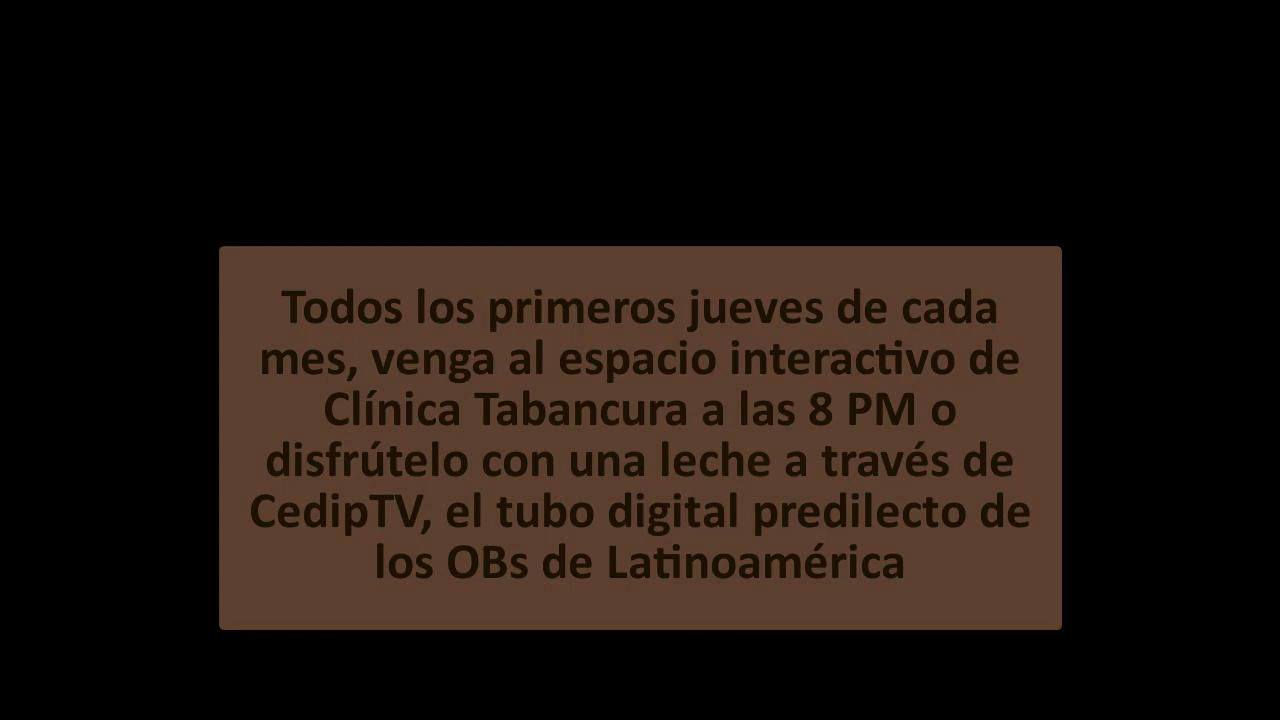 Todos los primeros jueves de cada
mes, venga al espacio interactivo de
Clínica Tabancura a las 8 PM o
disfrútelo con una leche a través de
CedipTV, el tubo digital predilecto de
los OBs de Latinoamérica